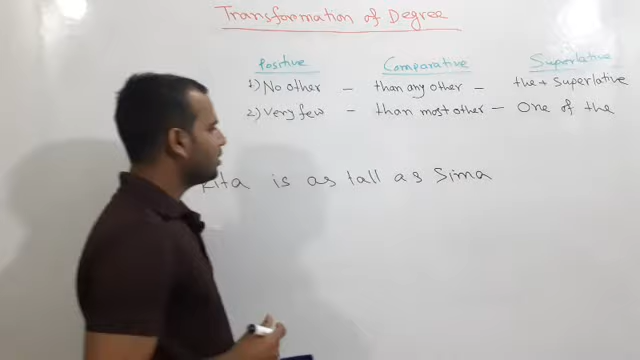 Transformation of Degree
Positive Comparative Superlative
1) No other - than any other - the + Superlative
2) Very few - than most other - One of the
Rita is as tall as Sima